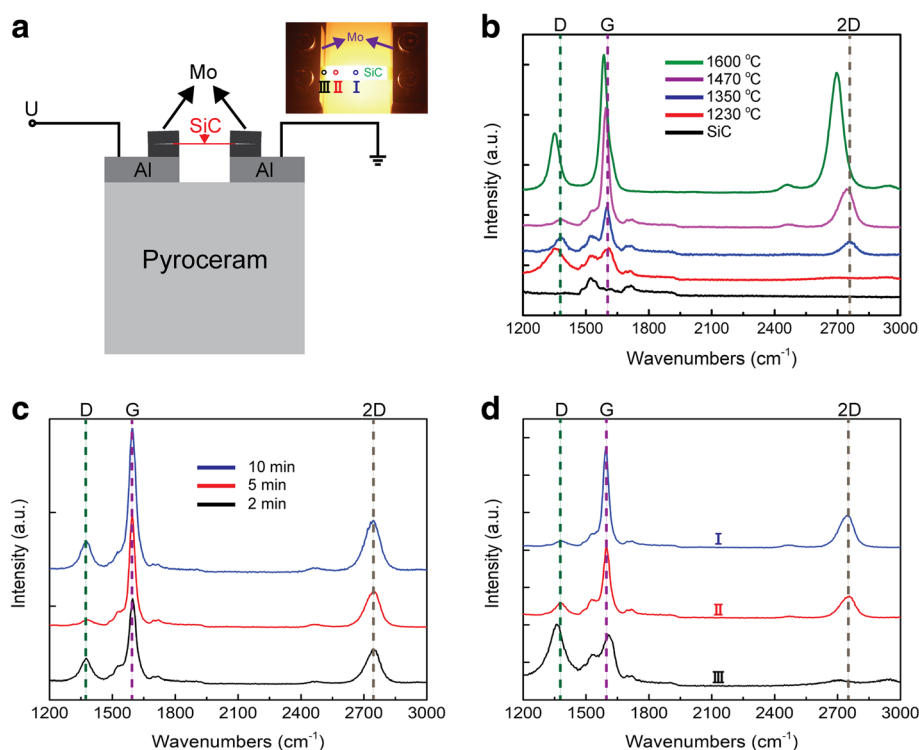 a
U
Mo
SiC
Al
Al
Pyroceram
Mo
SiC
III
II
I
b
D
G
2D
1600 °C
1470 °C
1350 °C
1230 °C
SiC
Intensity (a.u.)
1200
1500
1800
2100
2400
2700
3000
Wavenumbers (cm⁻¹)
c
D
G
2D
10 min
5 min
2 min
Intensity (a.u.)
1200
1500
1800
2100
2400
2700
3000
Wavenumbers (cm⁻¹)
d
D
G
2D
I
II
III
Intensity (a.u.)
1200
1500
1800
2100
2400
2700
3000
Wavenumbers (cm⁻¹)